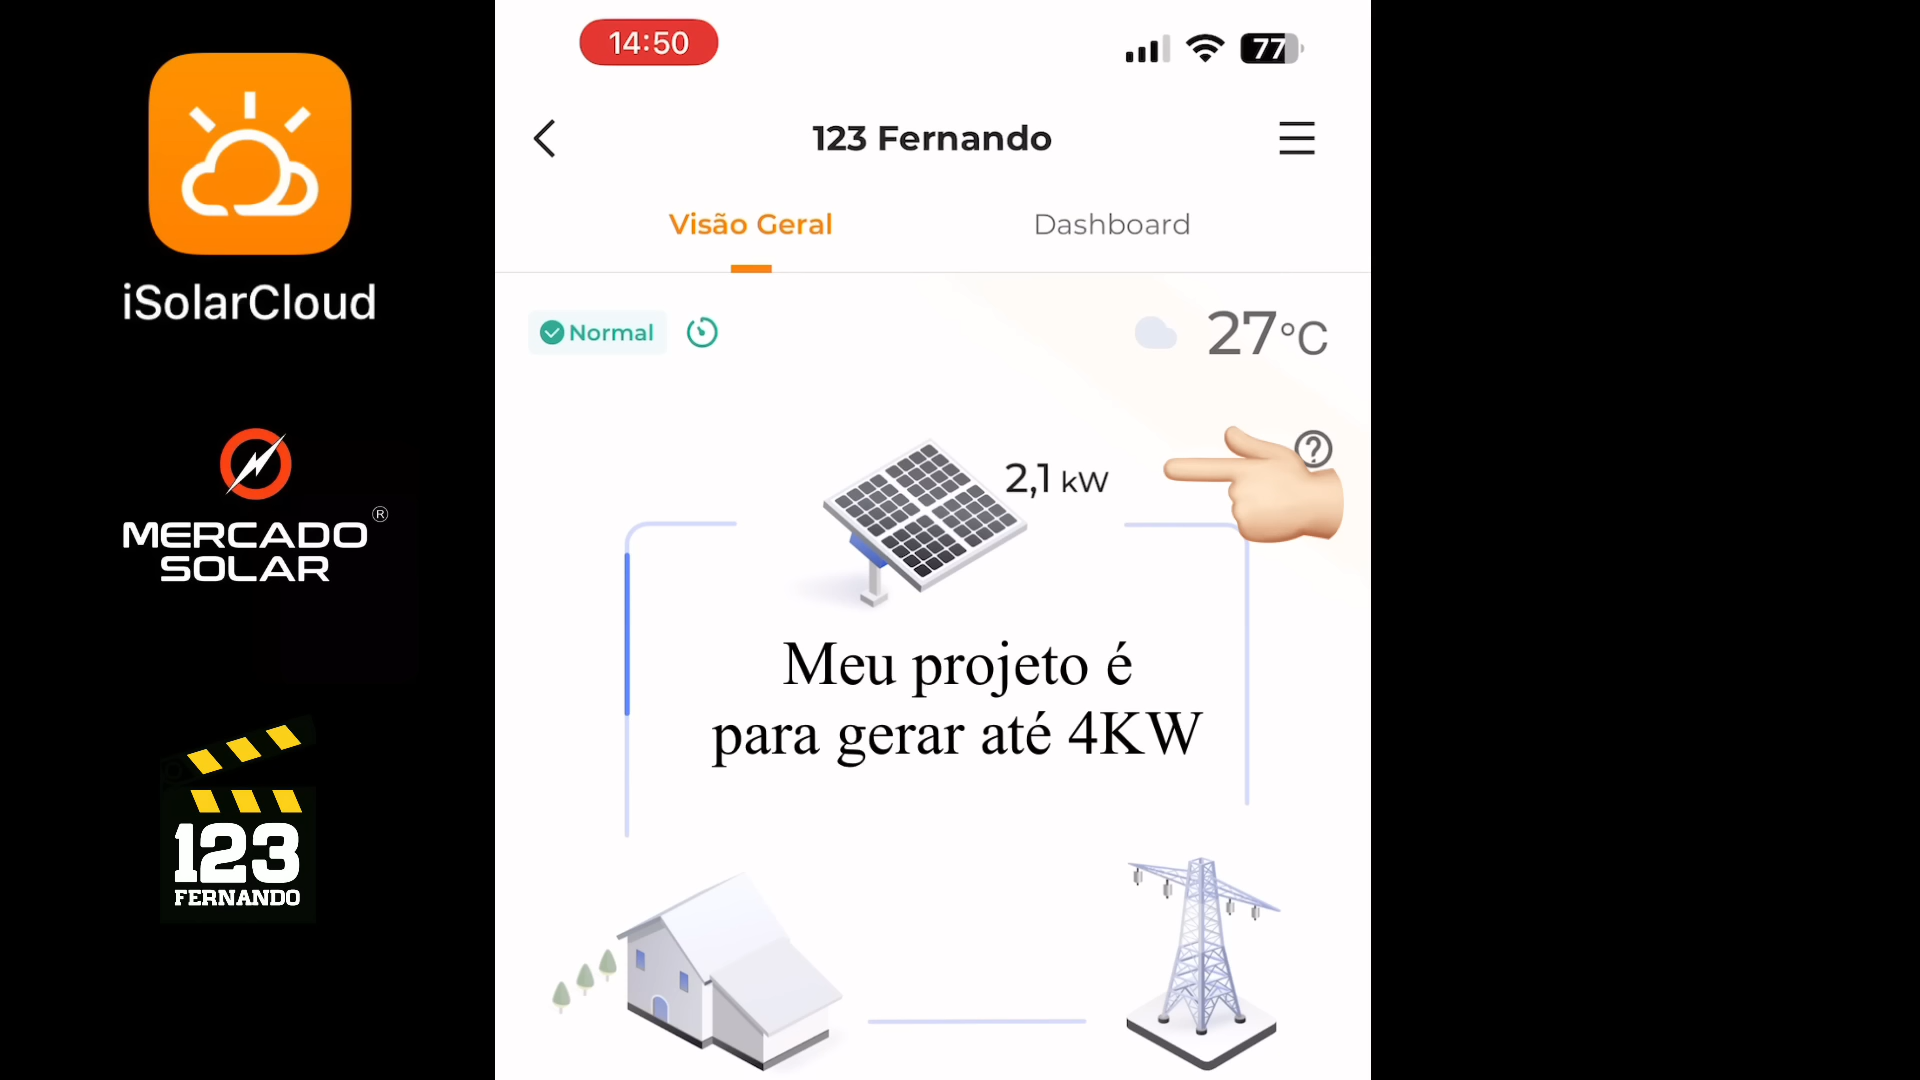 iSolarCloud
MERCADO ®
SOLAR
123
FERNANDO
14:50
77
123 Fernando
Visão Geral
Dashboard
Normal
27°C
2,1 kW
?
Meu projeto é
para gerar até 4KW